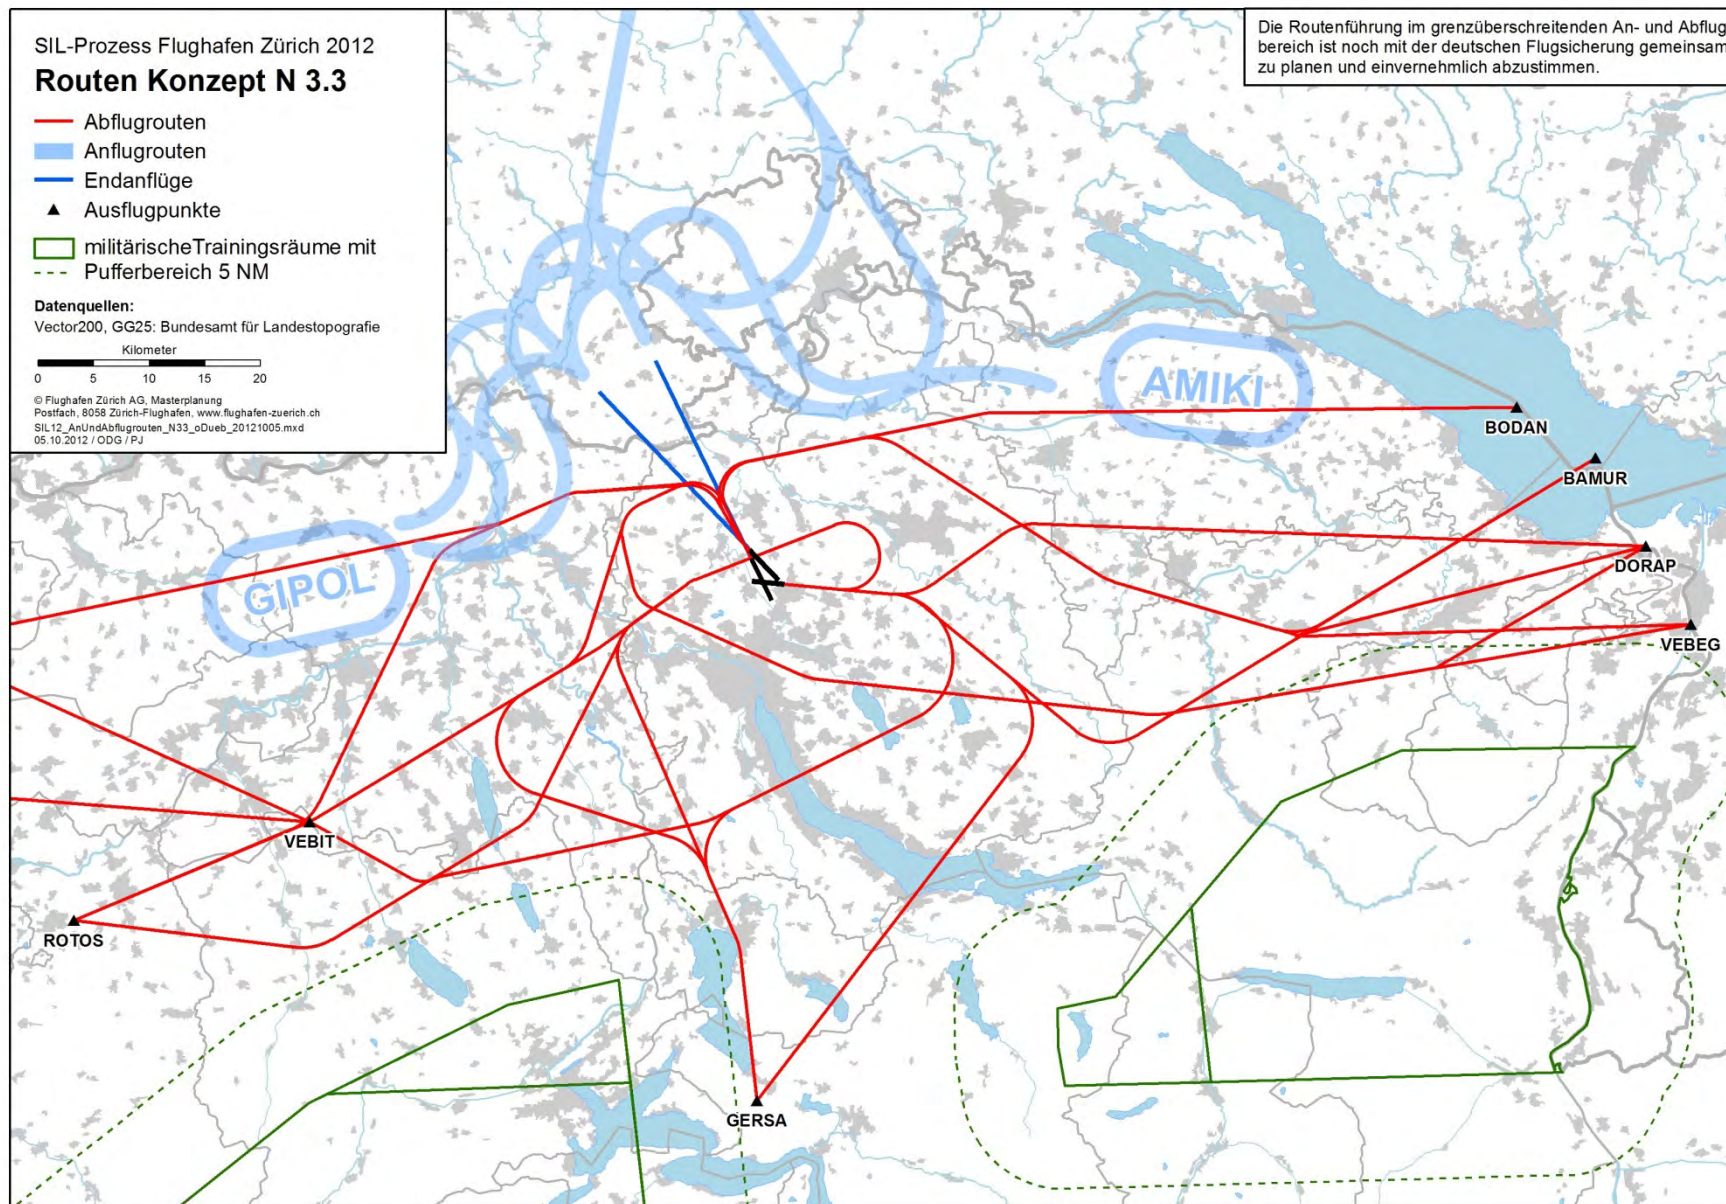 SIL-Prozess Flughafen Zürich 2012
Routen Konzept N 3.3
Abflugrouten
Anflugrouten
Endanflüge
Ausflugpunkte
militärischeTrainingsräume mit
Pufferbereich 5 NM
Datenquellen:
Vector200, GG25: Bundesamt für Landestopografie
Kilometer
0 5 10 15 20
© Flughafen Zürich AG, Masterplanung
Postfach, 8058 Zürich-Flughafen, www.flughafen-zuerich.ch
SIL12_AnUndAbflugrouten_N33_oDueb_20121005.mxd
05.10.2012 / ODG / PJ
Die Routenführung im grenzüberschreitenden An- und Abflug
bereich ist noch mit der deutschen Flugsicherung gemeinsam
zu planen und einvernehmlich abzustimmen.
AMIKI
BODAN
BAMUR
DORAP
GIPOL
VEBEG
VEBIT
ROTOS
GERSA